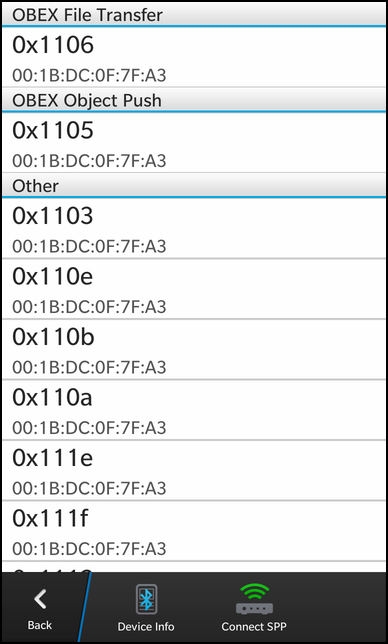 OBEX File Transfer
0x1106
00:1B:DC:0F:7F:A3
OBEX Object Push
0x1105
00:1B:DC:0F:7F:A3
Other
0x1103
00:1B:DC:0F:7F:A3
0x110e
00:1B:DC:0F:7F:A3
0x110b
00:1B:DC:0F:7F:A3
0x110a
00:1B:DC:0F:7F:A3
0x111e
00:1B:DC:0F:7F:A3
0x111f
00:1B:DC:0F:7F:A3
Back
Device Info
Connect SPP